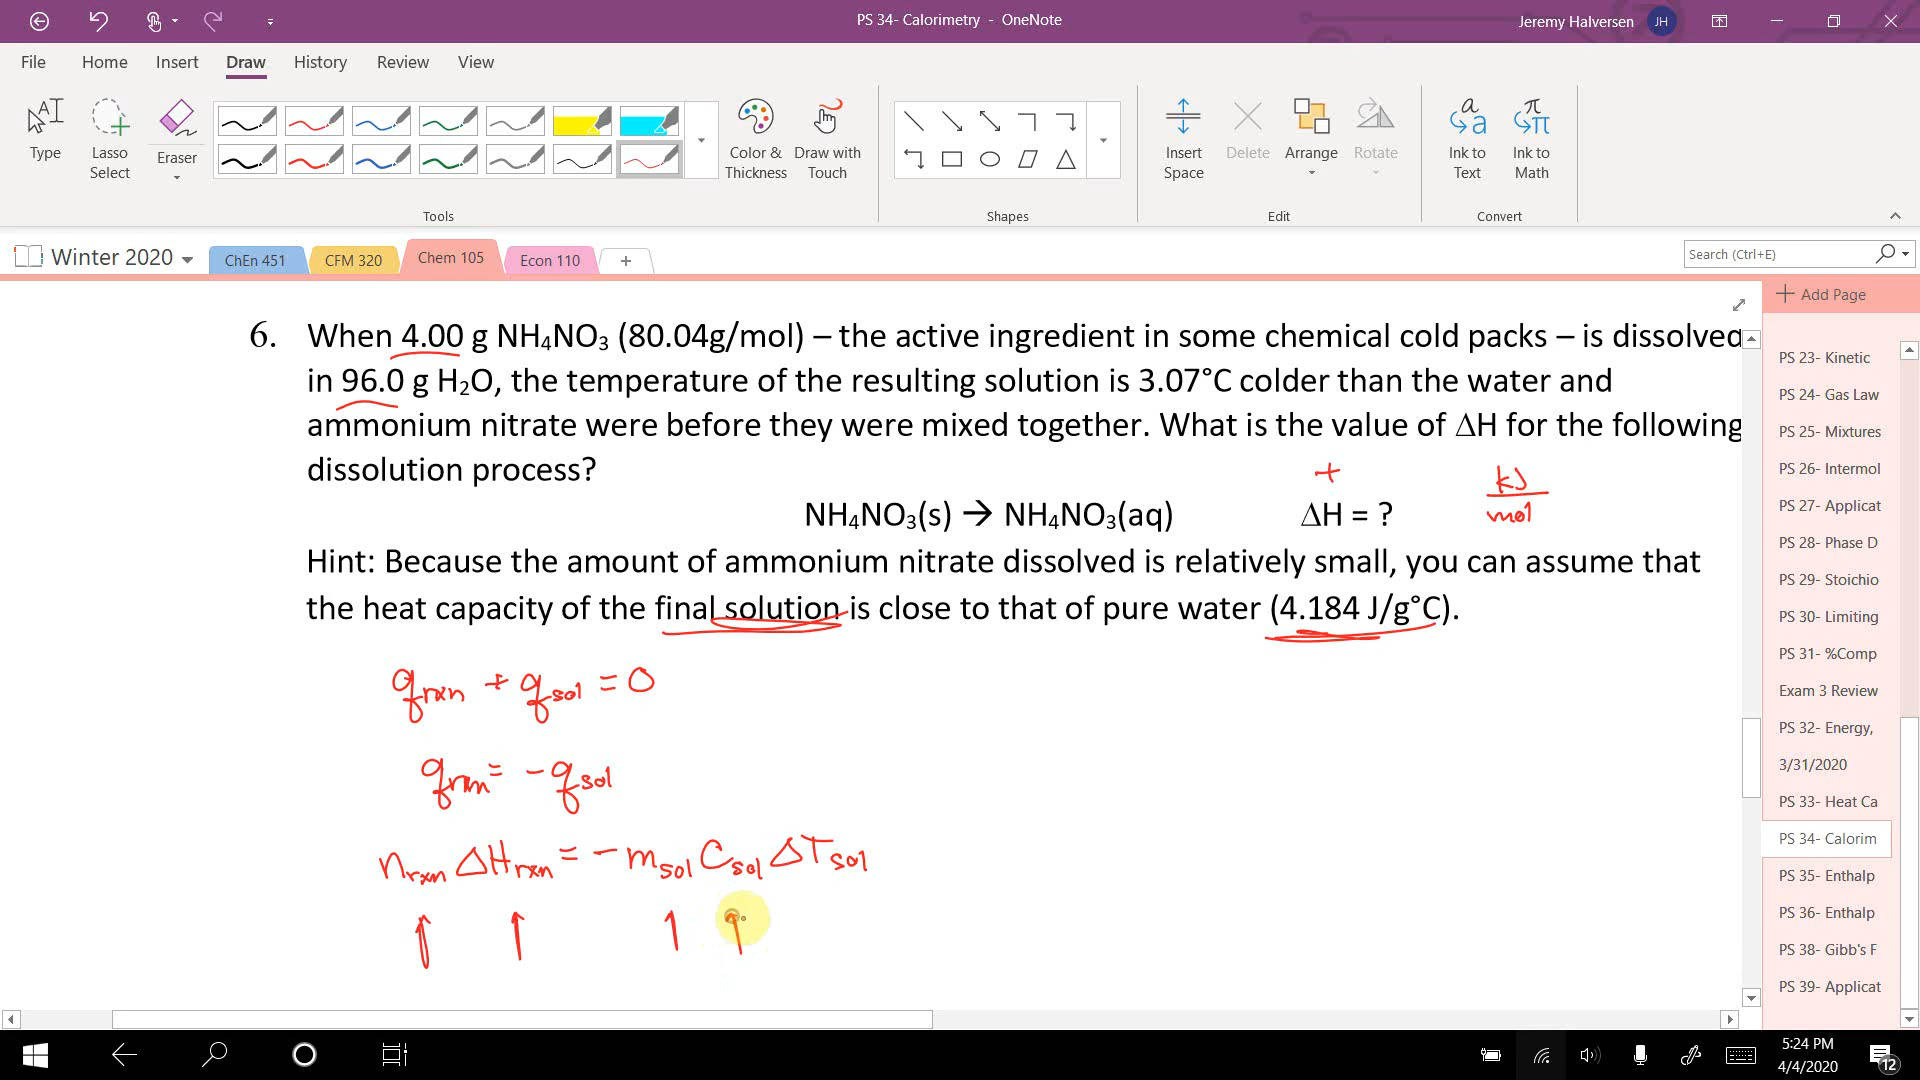 PS 34- Calorimetry - OneNote
Jeremy Halversen JH
File Home Insert Draw History Review View
Type
Lasso Select
Eraser
Color & Thickness
Draw with Touch
Insert Space
Delete
Arrange
Rotate
Ink to Text
Ink to Math
Tools
Shapes
Edit
Convert
Winter 2020
ChEn 451
CFM 320
Chem 105
Econ 110
Search (Ctrl+E)
Add Page
6. When 4.00 g NH₄NO₃ (80.04g/mol) – the active ingredient in some chemical cold packs – is dissolved
in 96.0 g H₂O, the temperature of the resulting solution is 3.07°C colder than the water and
ammonium nitrate were before they were mixed together. What is the value of ΔH for the following
dissolution process?
+
kJ
mol
NH₄NO₃(s) → NH₄NO₃(aq) ΔH = ?
Hint: Because the amount of ammonium nitrate dissolved is relatively small, you can assume that
the heat capacity of the final solution is close to that of pure water (4.184 J/g°C).
q rxn + q sol = 0
q rxn = - q sol
n rxn ΔH rxn = - m sol C sol ΔT sol
PS 23- Kinetic
PS 24- Gas Law
PS 25- Mixtures
PS 26- Intermol
PS 27- Applicat
PS 28- Phase D
PS 29- Stoichio
PS 30- Limiting
PS 31- %Comp
Exam 3 Review
PS 32- Energy,
3/31/2020
PS 33- Heat Ca
PS 34- Calorim
PS 35- Enthalp
PS 36- Enthalp
PS 38- Gibb's F
PS 39- Applicat
5:24 PM
4/4/2020
12